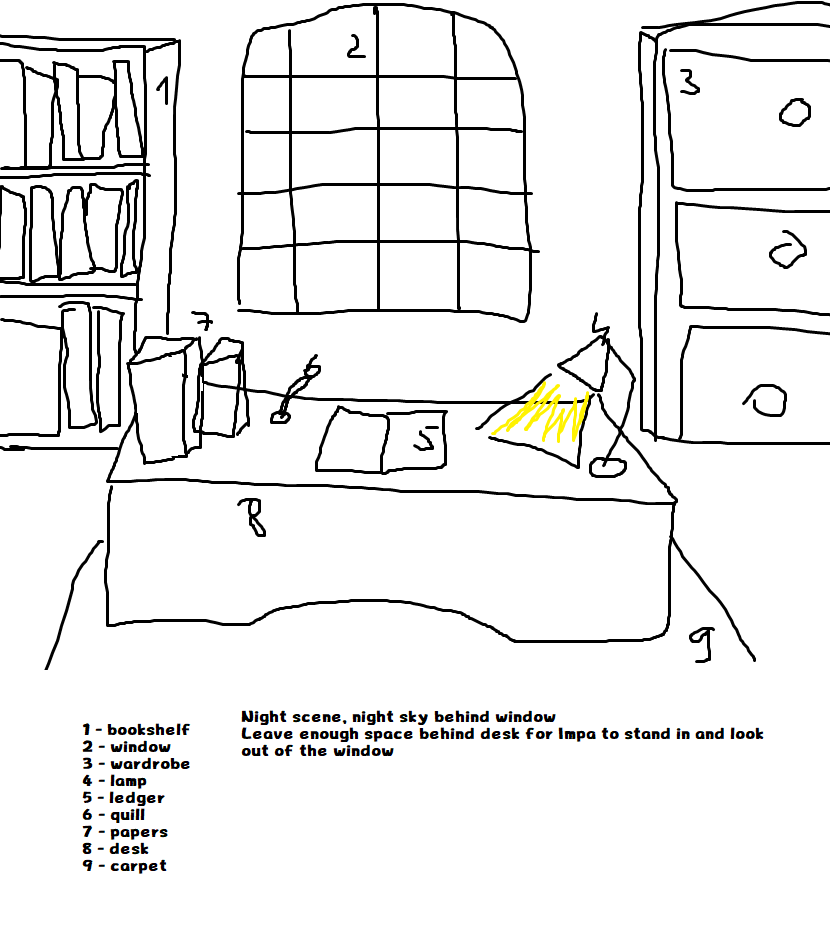 2
1
3
7
6
4
5
8
9
Night scene, night sky behind window
Leave enough space behind desk for Impa to stand in and look
out of the window
1 - bookshelf
2 - window
3 - wardrobe
4 - lamp
5 - ledger
6 - quill
7 - papers
8 - desk
9 - carpet